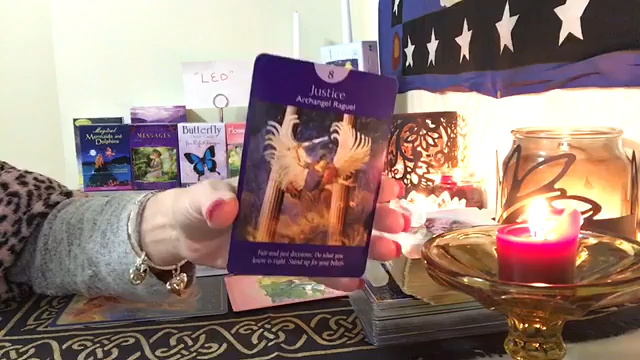 "LEO"
8
Justice
Archangel Raguel
Fair and just decisions. Do what you
know is right. Stand up for your beliefs
Magical
Mermaids and
Dolphins
MESSAGES
Butterfly